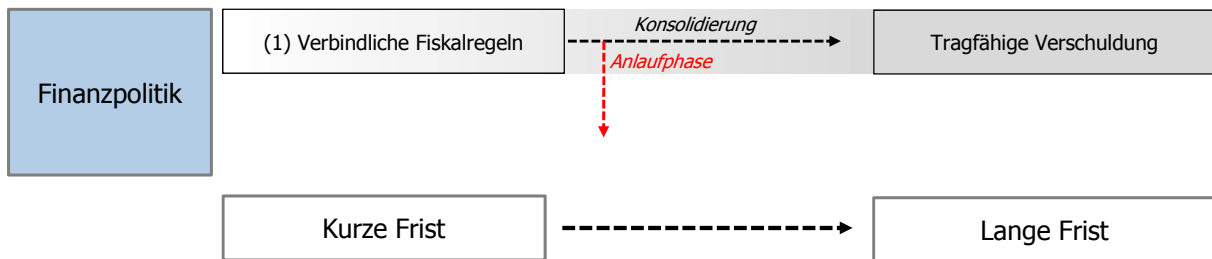 Finanzpolitik
(1) Verbindliche Fiskalregeln
Konsolidierung
Anlaufphase
Tragfähige Verschuldung
Kurze Frist
Lange Frist